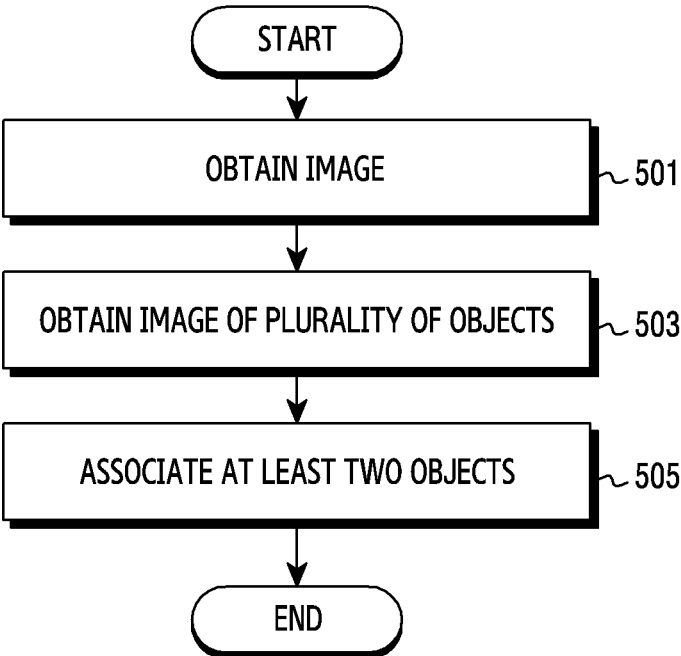 START
OBTAIN IMAGE
501
OBTAIN IMAGE OF PLURALITY OF OBJECTS
503
ASSOCIATE AT LEAST TWO OBJECTS
505
END